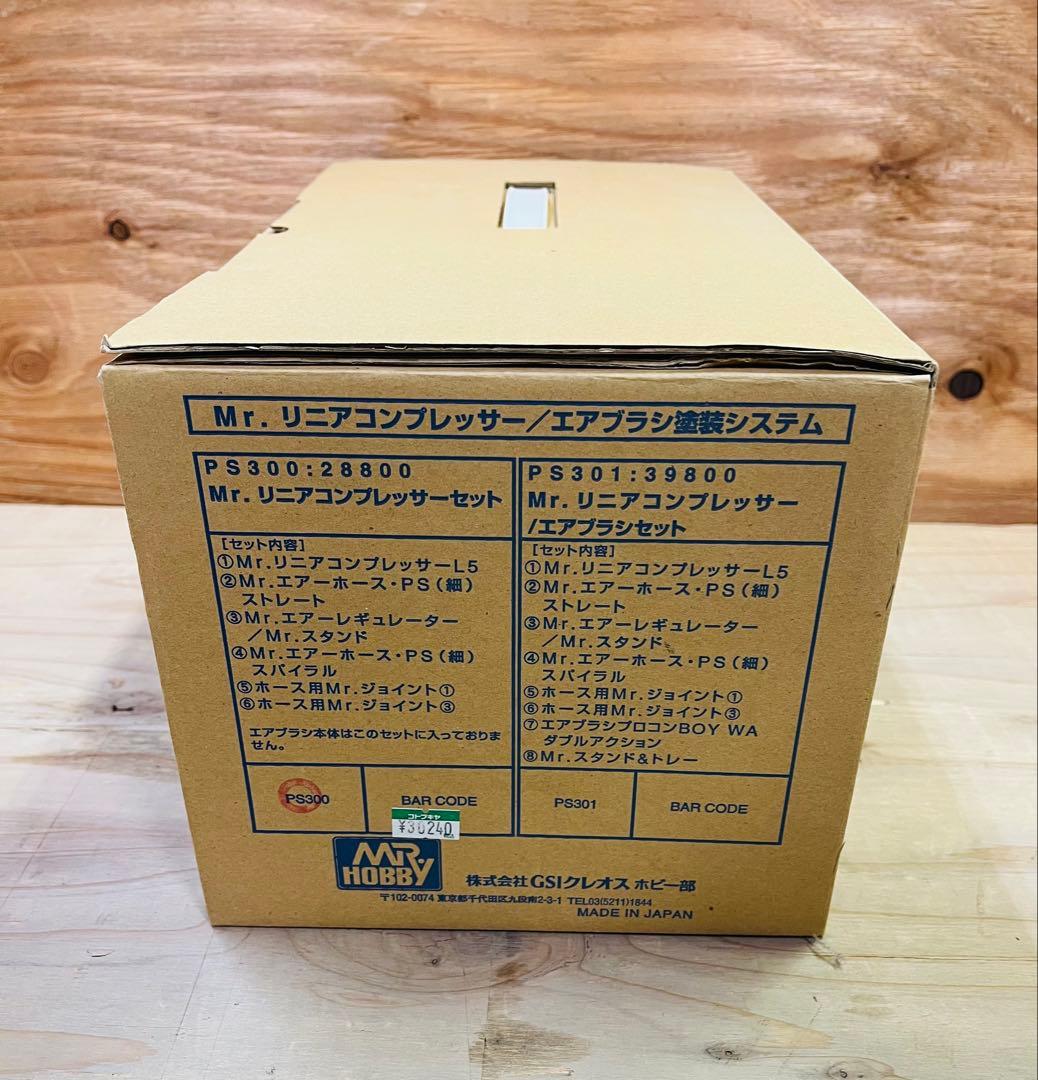 Mr. リニアコンプレッサー/エアブラシ塗装システム
PS300:28800
Mr. リニアコンプレッサーセット
[セット内容]
①Mr.リニアコンプレッサーL5
②Mr.エアーホース・PS(細)
ストレート
③Mr.エアーレギュレーター
/Mr.スタンド
④Mr.エアーホース・PS(細)
スパイラル
⑤ホース用Mr.ジョイント①
⑥ホース用Mr.ジョイント③
エアブラシ本体はこのセットに入っておりま
せん。
PS300
BAR CODE
PS301:39800
Mr. リニアコンプレッサー
/エアブラシセット
[セット内容]
①Mr.リニアコンプレッサーL5
②Mr.エアーホース・PS(細)
ストレート
③Mr.エアーレギュレーター
/Mr.スタンド
④Mr.エアーホース・PS(細)
スパイラル
⑤ホース用Mr.ジョイント①
⑥ホース用Mr.ジョイント③
⑦エアブラシプロコンBOY WA
ダブルアクション
⑧Mr.スタンド&トレー
PS301
BAR CODE
コトブキヤ
¥30240
MR.
HOBBY
株式会社GSIクレオス ホビー部
〒102-0074 東京都千代田区九段南2-3-1 TEL03(5211)1844
MADE IN JAPAN